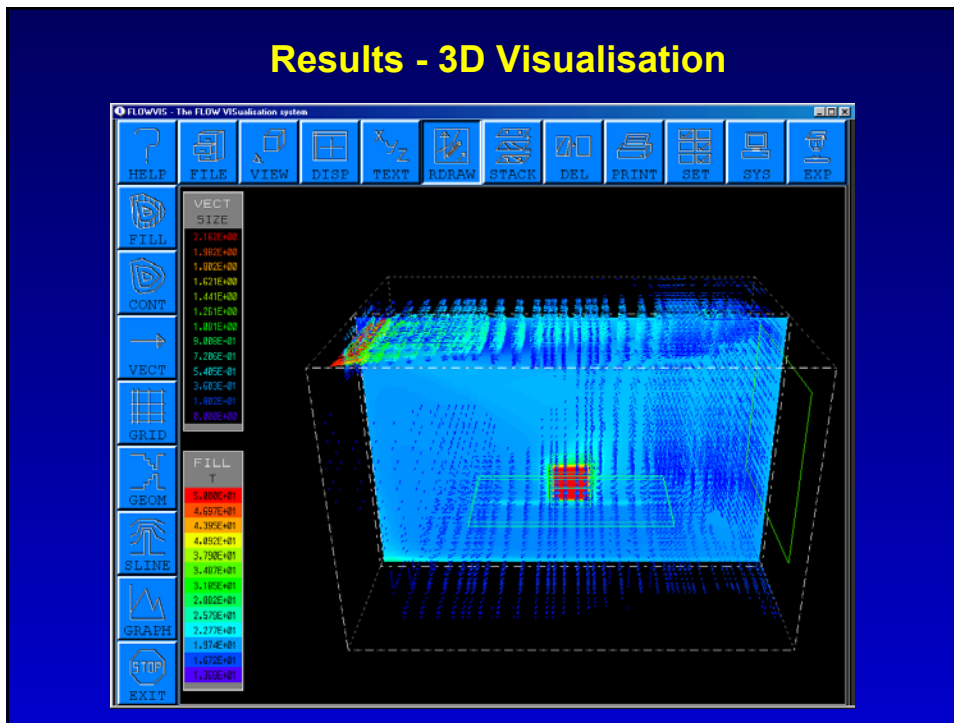 Results - 3D Visualisation
FLOWVIS - The FLOW VISualisation system
HELP FILE VIEW DISP TEXT RDRAW STACK DEL PRINT SET SYS EXP
FILL
CONT
VECT
GRID
GEOM
SLINE
GRAPH
STOP
EXIT
VECT
SIZE
2.162E+00
1.982E+00
1.802E+00
1.621E+00
1.441E+00
1.261E+00
1.081E+00
9.008E-01
7.206E-01
5.405E-01
3.603E-01
1.802E-01
0.000E+00
FILL
T
5.000E+01
4.697E+01
4.395E+01
4.092E+01
3.790E+01
3.487E+01
3.185E+01
2.882E+01
2.579E+01
2.277E+01
1.974E+01
1.672E+01